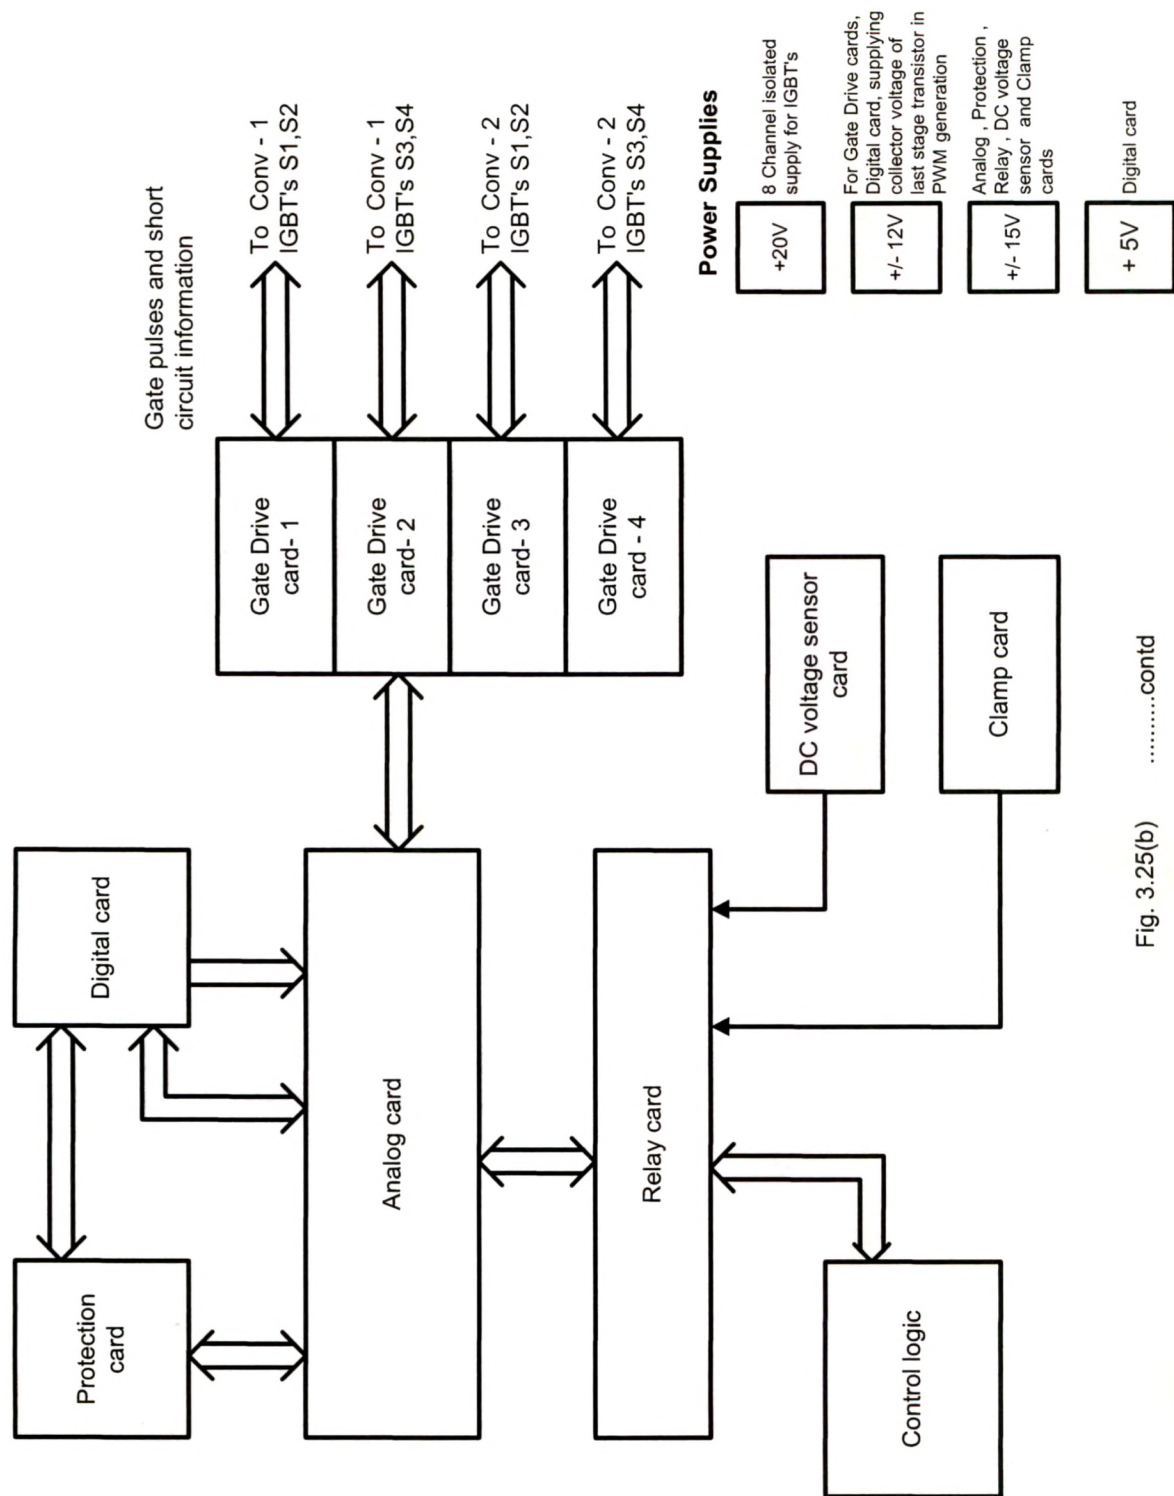 Protection
card
Digital card
Analog card
Relay card
Control logic
Gate pulses and short
circuit information
Gate Drive
card- 1
Gate Drive
card- 2
Gate Drive
card- 3
Gate Drive
card - 4
To Conv - 1
IGBT's S1,S2
To Conv - 1
IGBT's S3,S4
To Conv - 2
IGBT's S1,S2
To Conv - 2
IGBT's S3,S4
DC voltage sensor
card
Clamp card
Power Supplies
+20V
8 Channel isolated
supply for IGBT's
+/- 12V
For Gate Drive cards,
Digital card, supplying
collector voltage of
last stage transistor in
PWM generation
+/- 15V
Analog , Protection ,
Relay , DC voltage
sensor and Clamp
cards
+ 5V
Digital card
Fig. 3.25(b) ..........contd